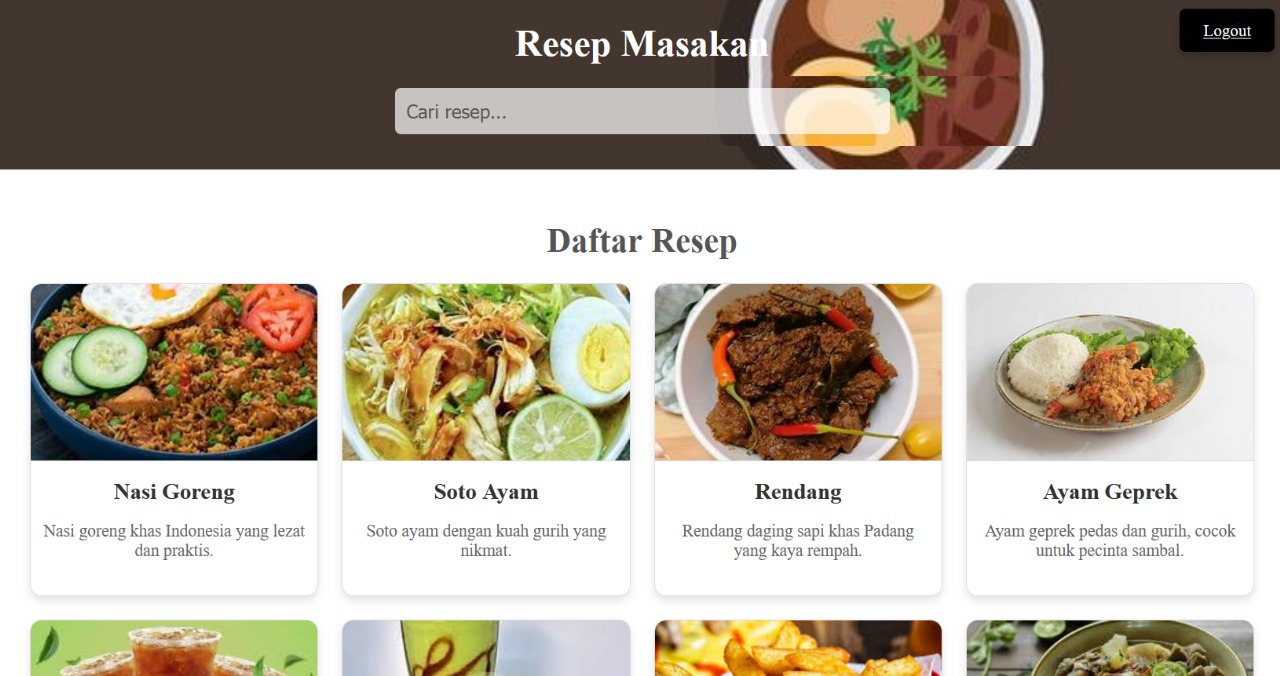 Resep Masakan
Logout
Cari resep...
Daftar Resep
Nasi Goreng
Nasi goreng khas Indonesia yang lezat
dan praktis.
Soto Ayam
Soto ayam dengan kuah gurih yang
nikmat.
Rendang
Rendang daging sapi khas Padang
yang kaya rempah.
Ayam Geprek
Ayam geprek pedas dan gurih, cocok
untuk pecinta sambal.